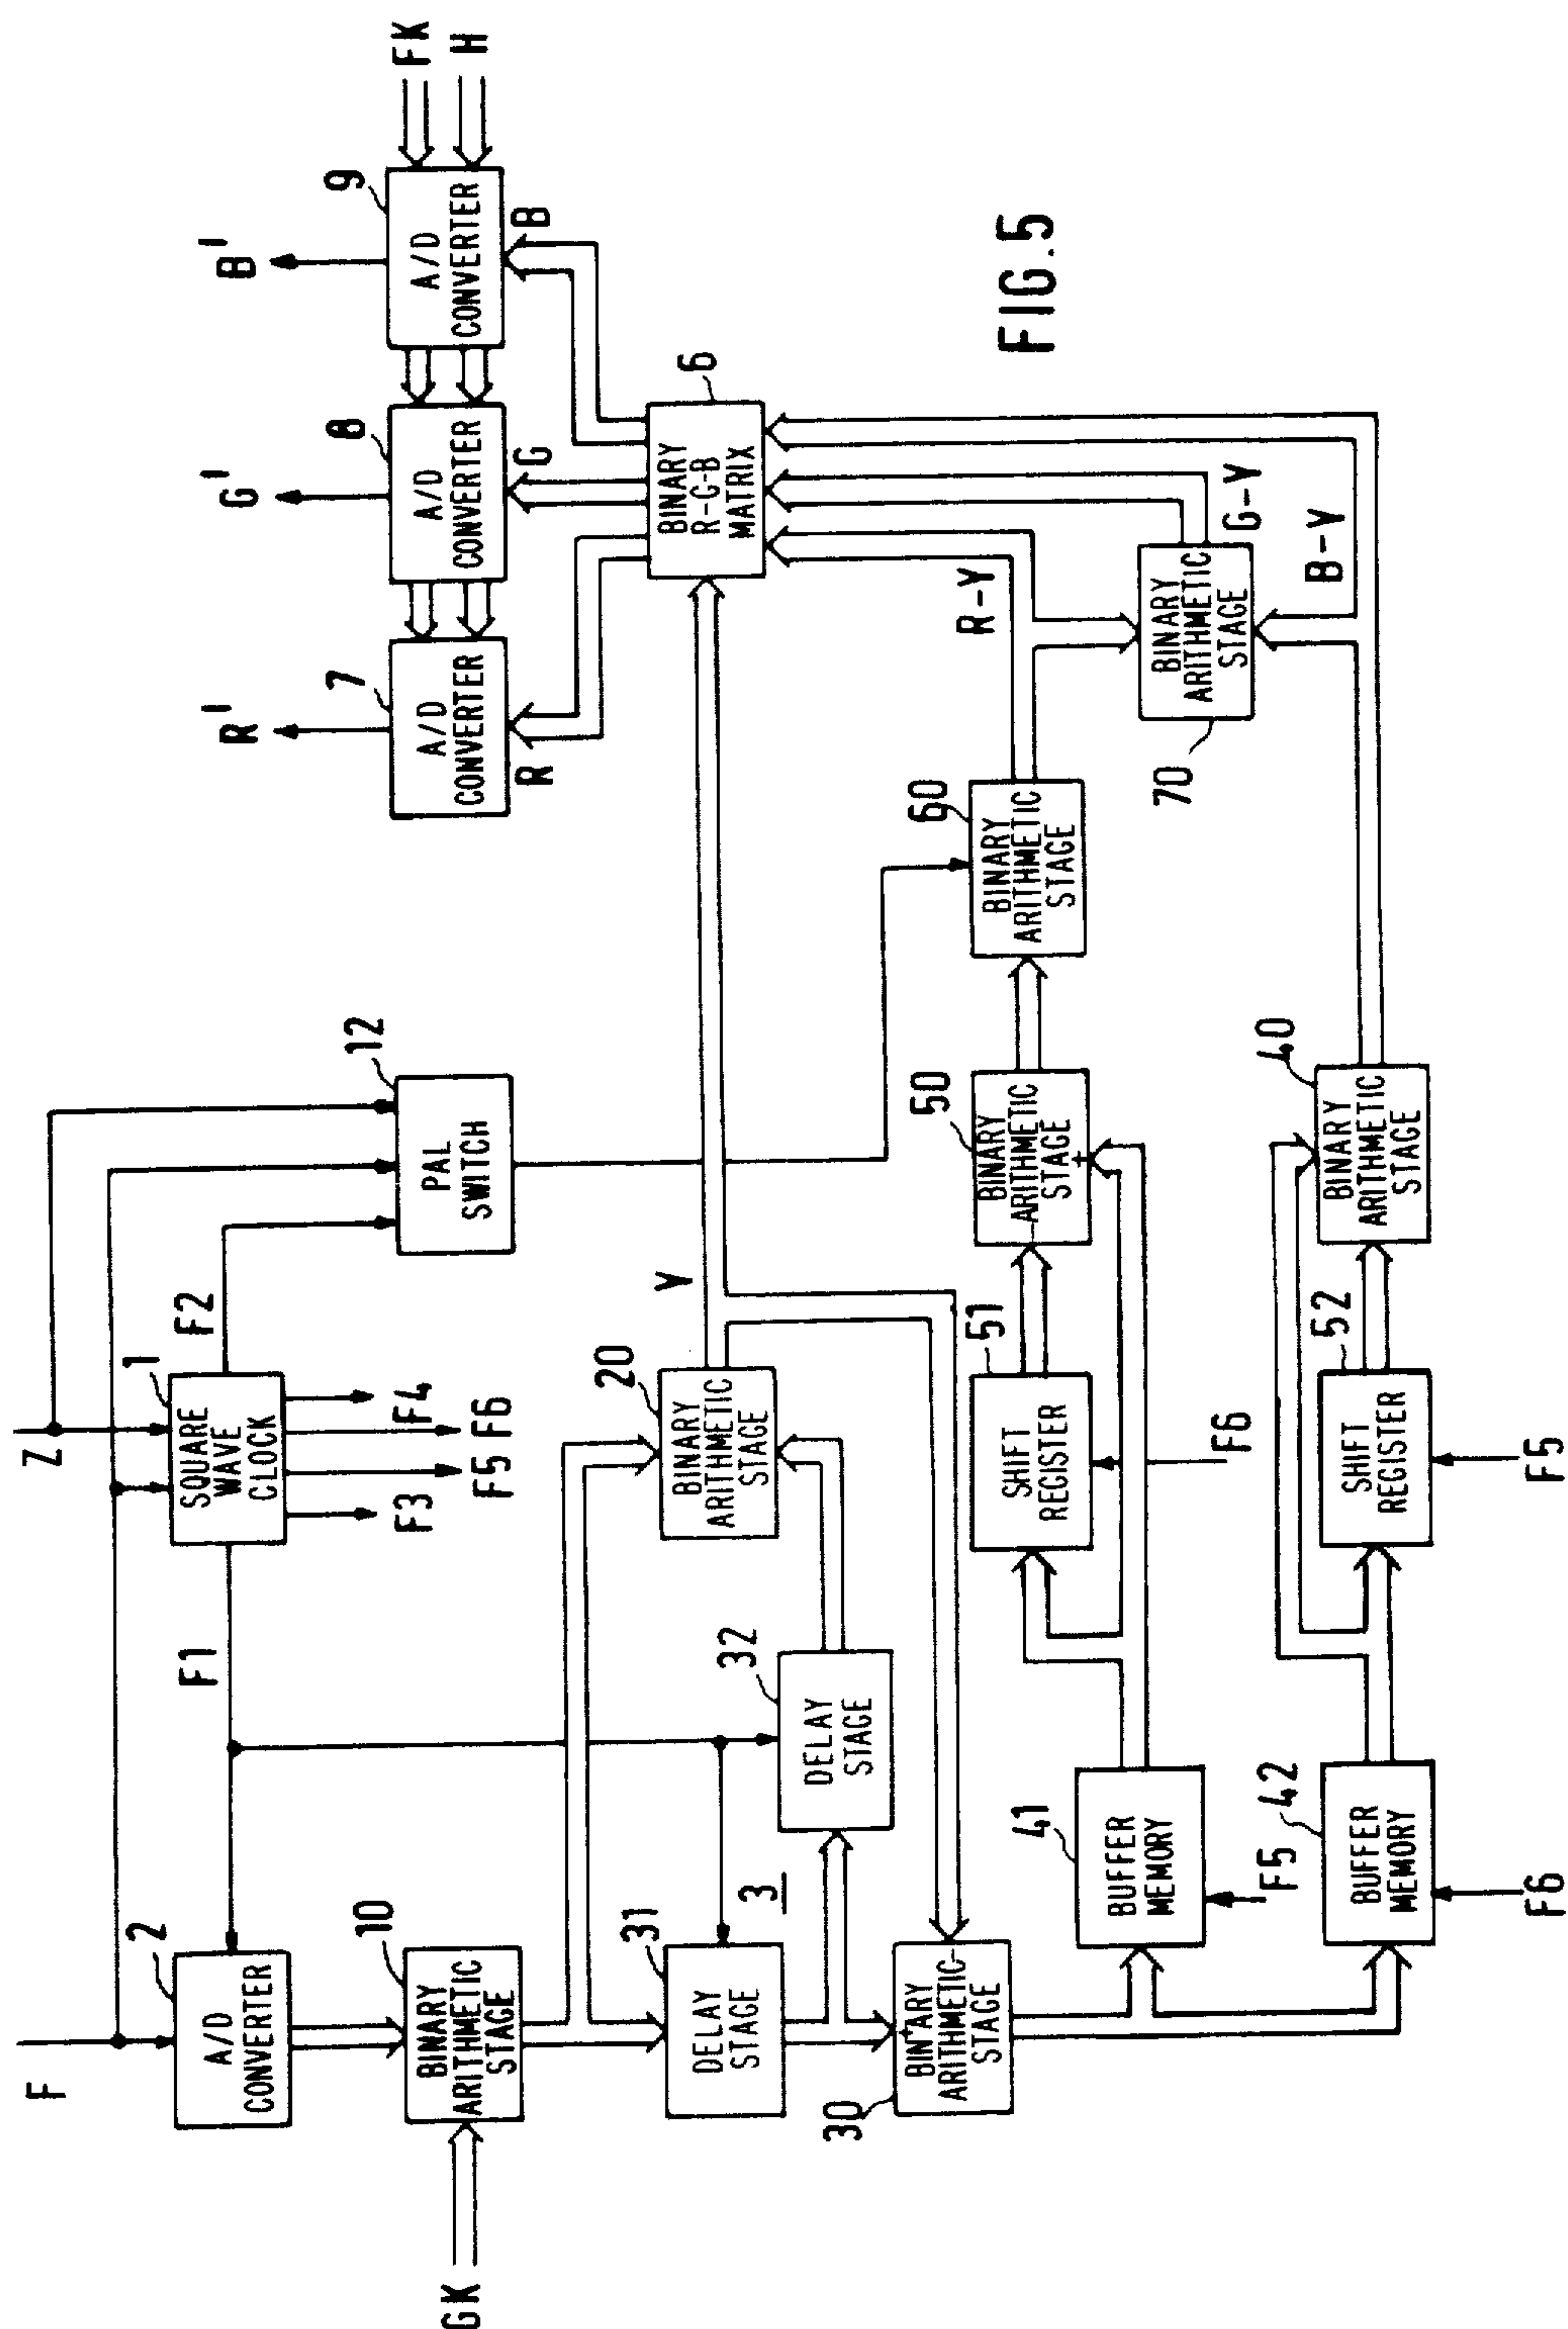 F
Z
2
A/D
CONVERTER
F1
1
SQUARE
WAVE
CLOCK
F2
F3
F4
F5
F6
12
PAL
SWITCH
R'
G'
B'
7
A/D
CONVERTER
8
A/D
CONVERTER
9
A/D
CONVERTER
FK
H
R
G
B
GK
10
BINARY
ARITHMETIC
STAGE
31
DELAY
STAGE
3
32
DELAY
STAGE
20
BINARY
ARITHMETIC
STAGE
Y
6
BINARY
R-G-B
MATRIX
30
BINARY
ARITHMETIC
STAGE
+
-
51
SHIFT
REGISTER
F6
50
BINARY
ARITHMETIC
STAGE
-
+
60
BINARY
ARITHMETIC
STAGE
R-Y
FIG.5
41
BUFFER
MEMORY
F5
70
BINARY
ARITHMETIC
STAGE
G-Y
B-Y
42
BUFFER
MEMORY
F6
52
SHIFT
REGISTER
F5
40
BINARY
ARITHMETIC
STAGE